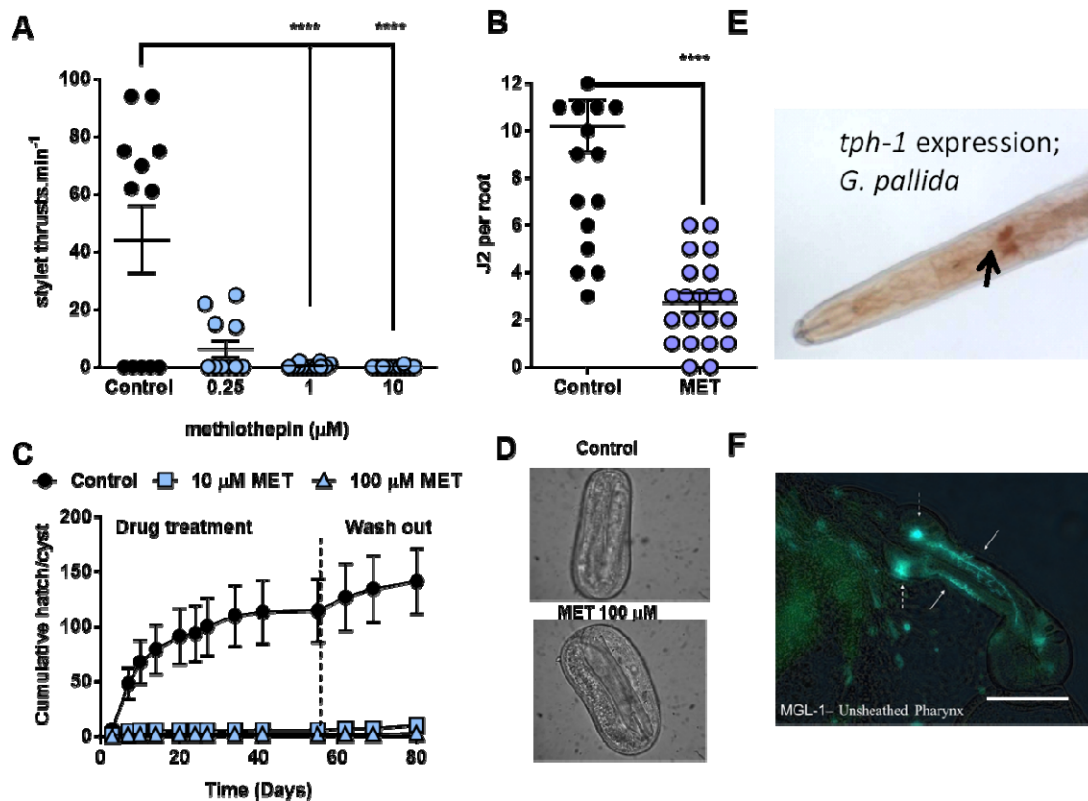 A
****
****
stylet thrusts.min⁻¹
100
80
60
40
20
0
Control
0.25
1
10
methiothepin (μM)
B
****
J2 per root
12
10
8
6
4
2
0
Control
MET
E
tph-1 expression;
G. pallida
C
Control
10 μM MET
100 μM MET
Drug treatment
Wash out
Cumulative hatch/cyst
200
150
100
50
0
0
20
40
60
80
Time (Days)
D
Control
MET 100 μM
F
MGL-1– Unsheathed Pharynx